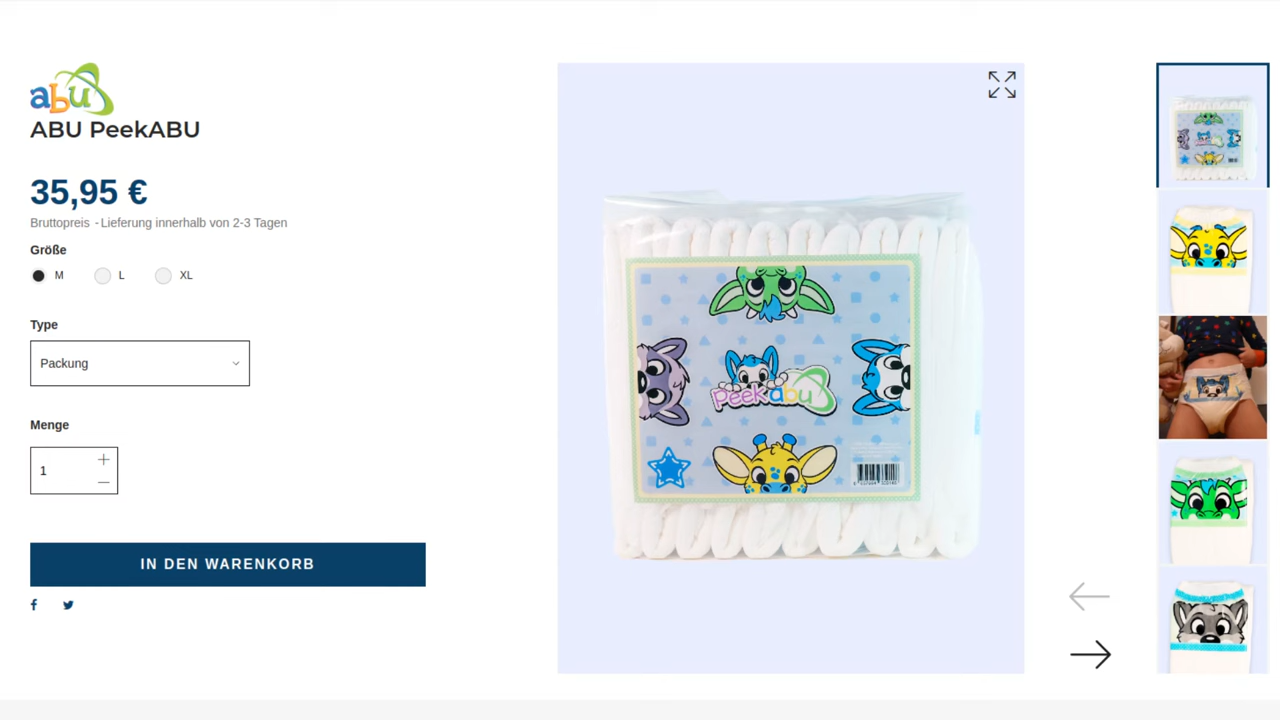 abu
ABU PeekABU
35,95 €
Bruttopreis - Lieferung innerhalb von 2-3 Tagen
Größe
M L XL
Type
Packung
Menge
1
IN DEN WARENKORB
Peekabu